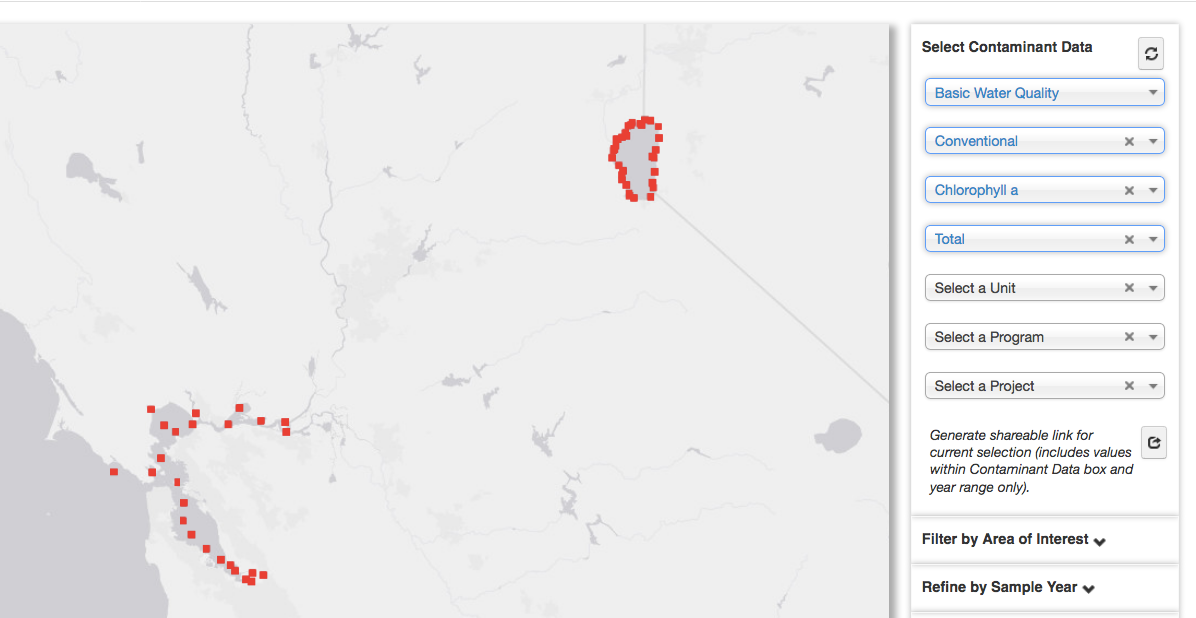 Select Contaminant Data
Basic Water Quality
Conventional
Chlorophyll a
Total
Select a Unit
Select a Program
Select a Project
Generate shareable link for
current selection (includes values
within Contaminant Data box and
year range only).
Filter by Area of Interest
Refine by Sample Year